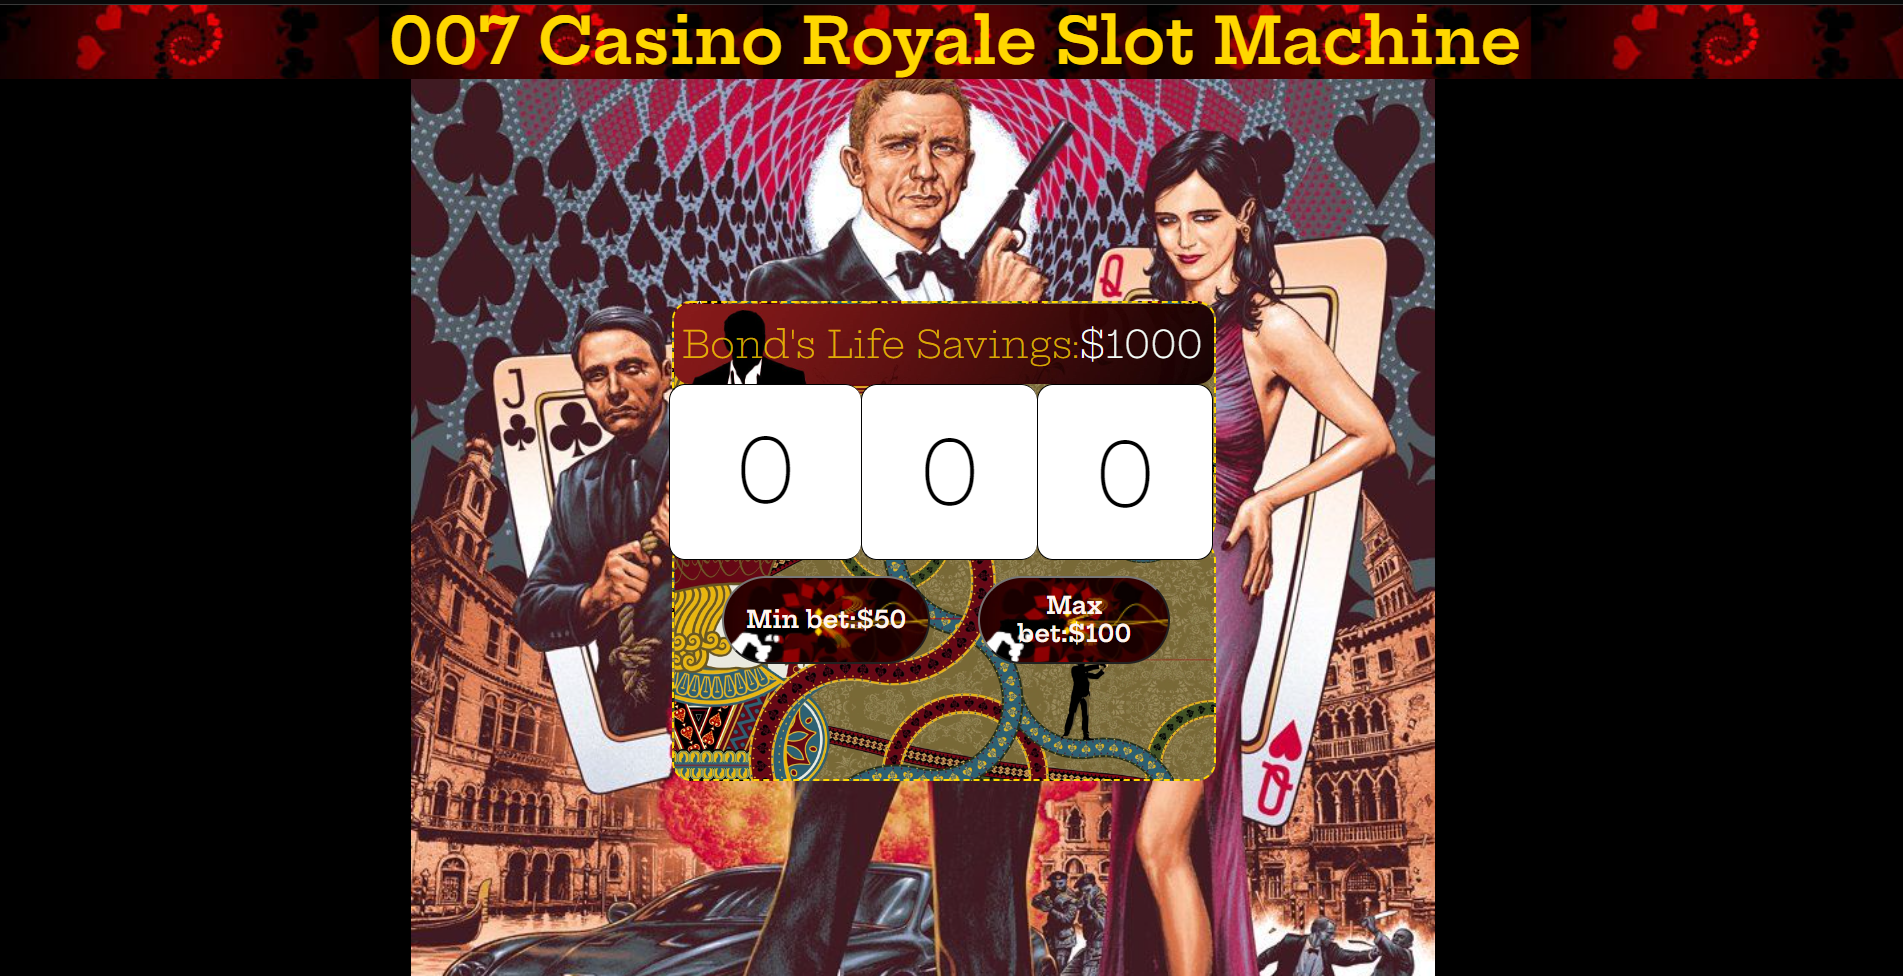 007 Casino Royale Slot Machine
Q
Bond's Life Savings:$1000
J
0 0 0
Min bet:$50
Max
bet:$100
Q